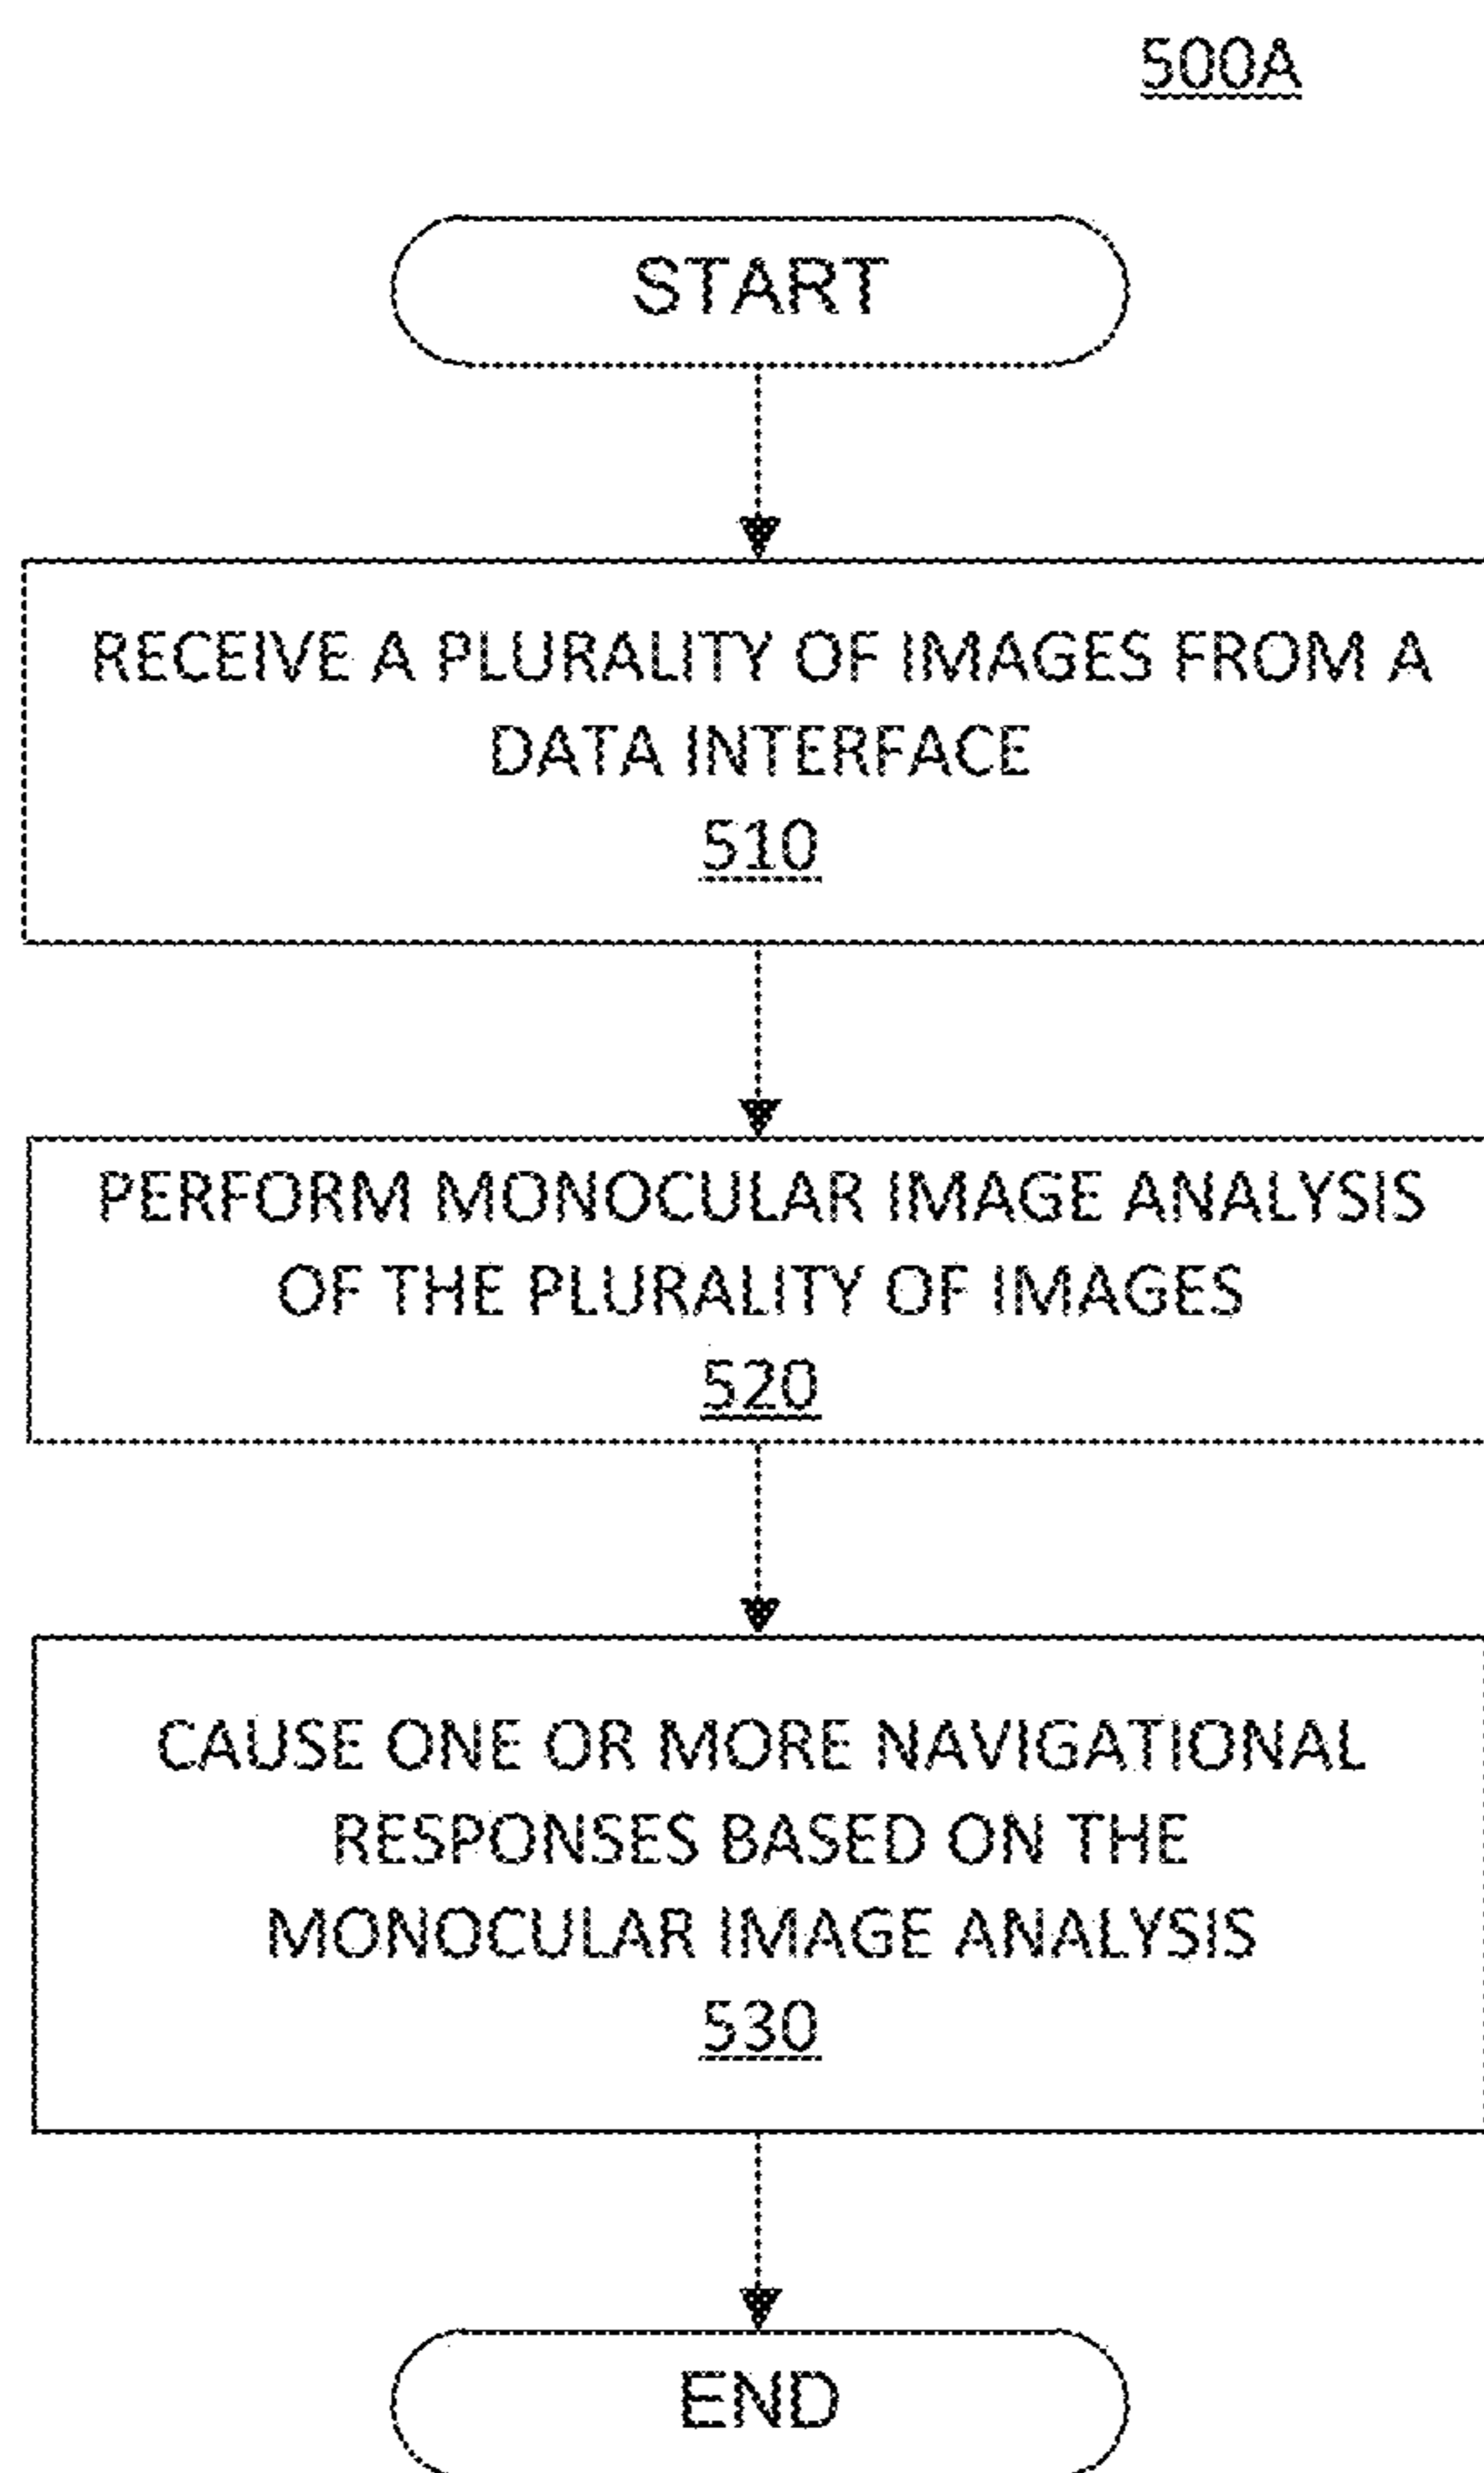 500A
START
RECEIVE A PLURALITY OF IMAGES FROM A
DATA INTERFACE
510
PERFORM MONOCULAR IMAGE ANALYSIS
OF THE PLURALITY OF IMAGES
520
CAUSE ONE OR MORE NAVIGATIONAL
RESPONSES BASED ON THE
MONOCULAR IMAGE ANALYSIS
530
END